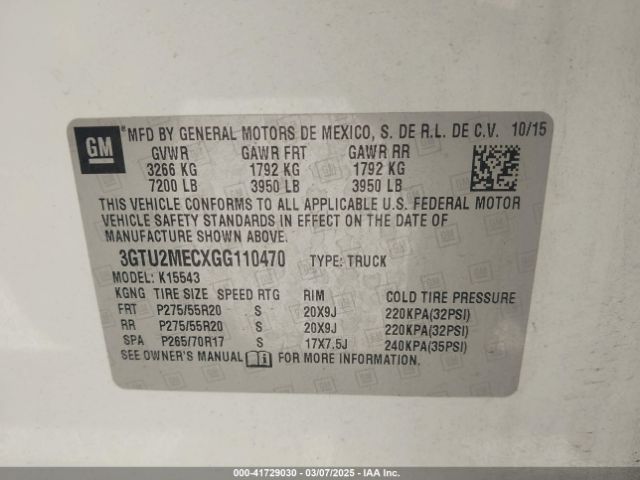 GM ® MFD BY GENERAL MOTORS DE MEXICO, S. DE R.L. DE C.V. 10/15
GVWR GAWR FRT GAWR RR
3266 KG 1792 KG 1792 KG
7200 LB 3950 LB 3950 LB
THIS VEHICLE CONFORMS TO ALL APPLICABLE U.S. FEDERAL MOTOR
VEHICLE SAFETY STANDARDS IN EFFECT ON THE DATE OF
MANUFACTURE SHOWN ABOVE.
3GTU2MECXGG110470 TYPE: TRUCK
MODEL: K15543
KGNG TIRE SIZE SPEED RTG RIM COLD TIRE PRESSURE
FRT P275/55R20 S 20X9J 220KPA(32PSI)
RR P275/55R20 S 20X9J 220KPA(32PSI)
SPA P265/70R17 S 17X7.5J 240KPA(35PSI)
SEE OWNER'S MANUAL FOR MORE INFORMATION.
000-41729030 - 03/07/2025 - IAA Inc.